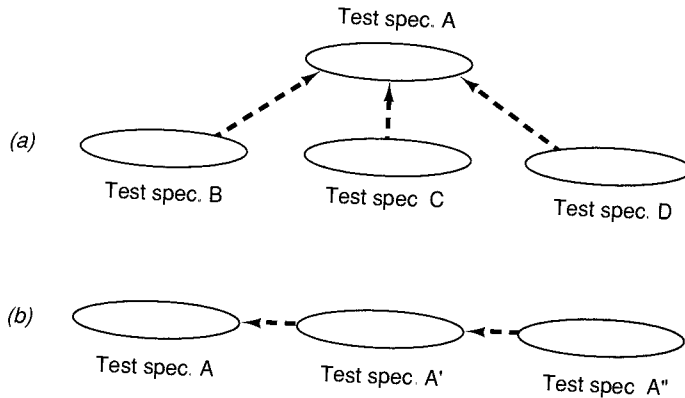 Test spec. A
(a)
Test spec. B
Test spec C
Test spec. D
(b)
Test spec. A
Test spec. A'
Test spec A"